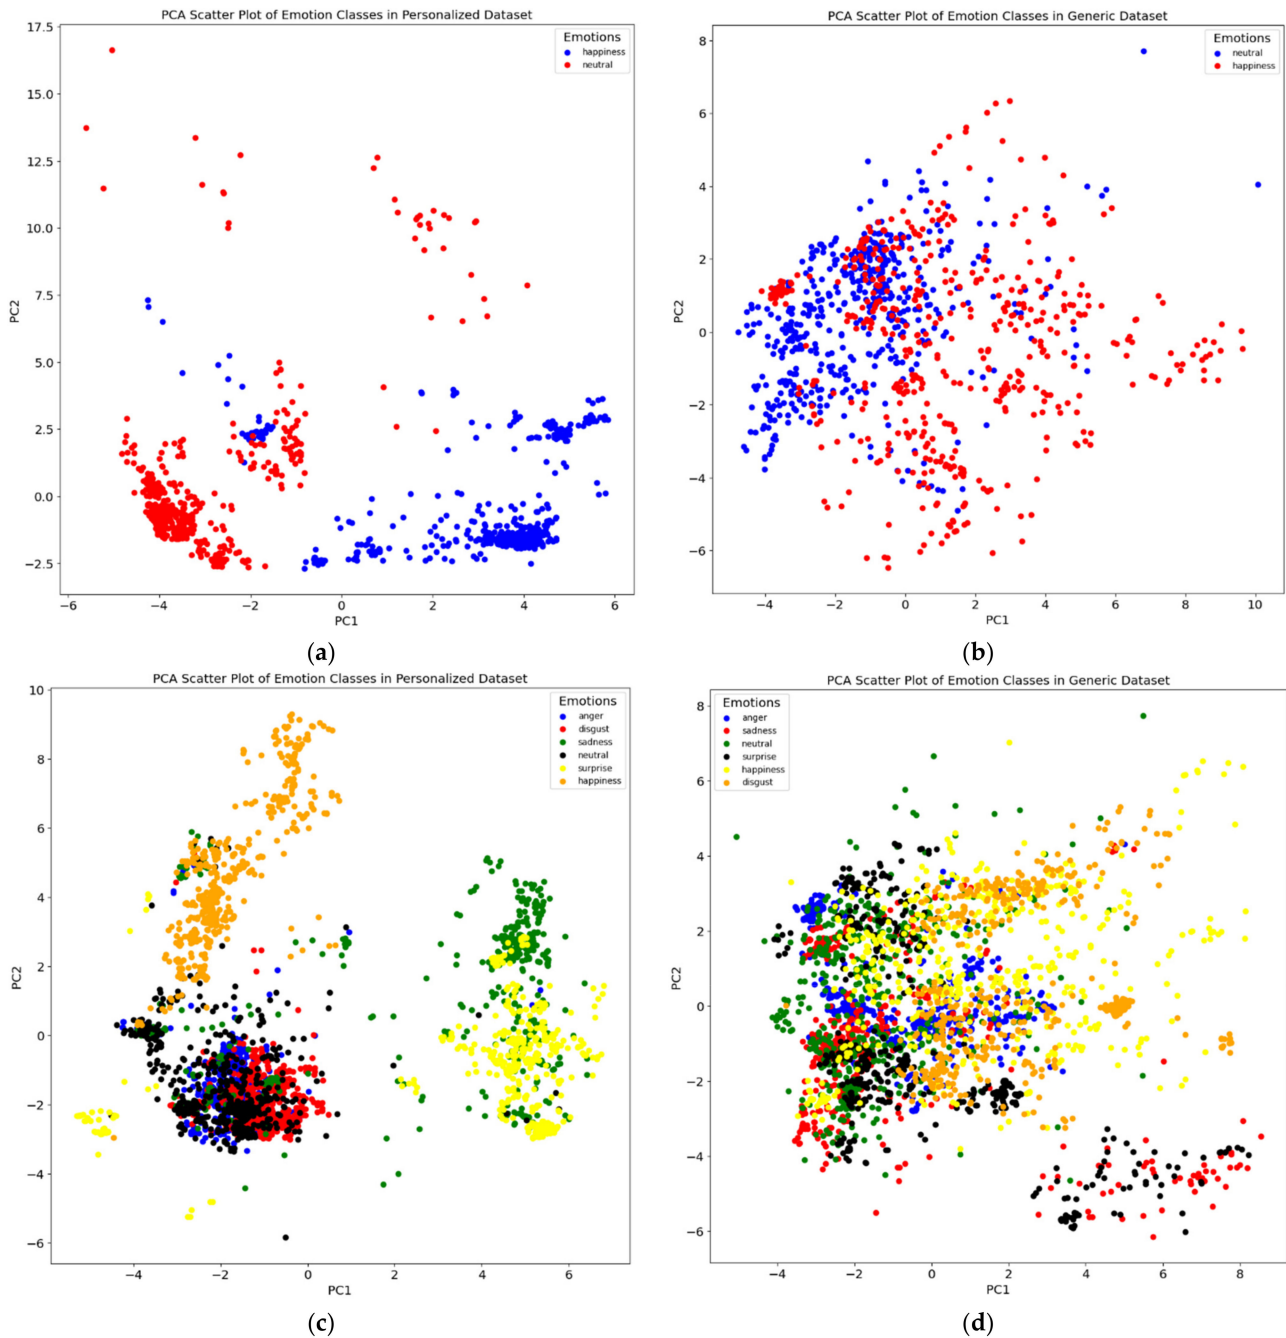 PCA Scatter Plot of Emotion Classes in Personalized Dataset
17.5
15.0
12.5
10.0
7.5
5.0
2.5
0.0
−2.5
PC2
Emotions
happiness
neutral
−6 −4 −2 0 2 4 6
PC1
(a)
PCA Scatter Plot of Emotion Classes in Generic Dataset
8
6
4
2
0
−2
−4
−6
PC2
Emotions
neutral
happiness
−4 −2 0 2 4 6 8 10
PC1
(b)
PCA Scatter Plot of Emotion Classes in Personalized Dataset
10
8
6
4
2
0
−2
−4
−6
PC2
Emotions
anger
disgust
sadness
neutral
surprise
happiness
−4 −2 0 2 4 6
PC1
(c)
PCA Scatter Plot of Emotion Classes in Generic Dataset
8
6
4
2
0
−2
−4
−6
PC2
Emotions
anger
sadness
neutral
surprise
happiness
disgust
−4 −2 0 2 4 6 8
PC1
(d)